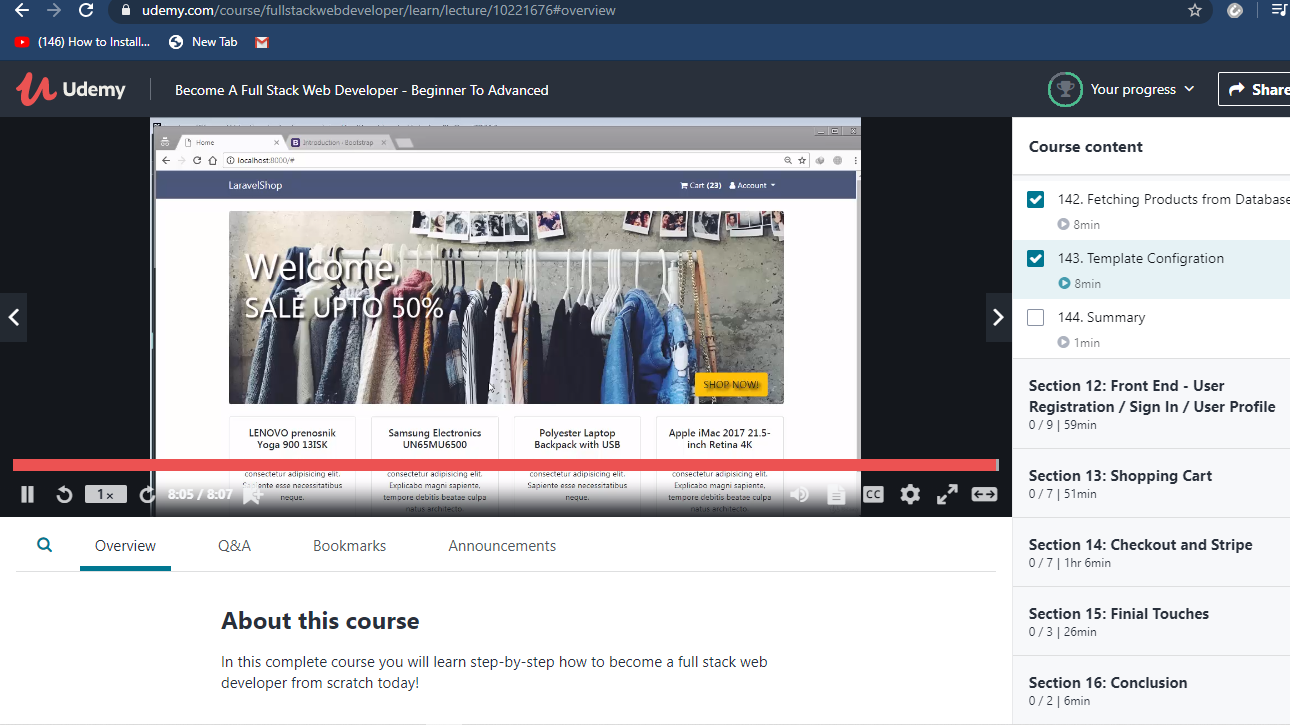 udemy.com/course/fullstackwebdeveloper/learn/lecture/10221676#overview
(146) How to Install...
New Tab
Udemy
Become A Full Stack Web Developer - Beginner To Advanced
Your progress
Share
Home
Introduction · Bootstrap
localhost:8000/#
LaravelShop
Cart (23)
Account
Welcome,
SALE UPTO 50%
SHOP NOW!
LENOVO prenosnik
Yoga 900 13ISK
Samsung Electronics
UN65MU6500
Polyester Laptop
Backpack with USB
Apple iMac 2017 21.5-
inch Retina 4K
consectetur adipisicing elit.
Sapiente esse necessitatibus
neque.
consectetur adipisicing elit.
Explicabo magni sapiente,
tempore debitis beatae culpa
natus architecto.
consectetur adipisicing elit.
Sapiente esse necessitatibus
neque.
consectetur adipisicing elit.
Explicabo magni sapiente,
tempore debitis beatae culpa
natus architecto.
1×
8:05 / 8:07
CC
Overview
Q&A
Bookmarks
Announcements
About this course
In this complete course you will learn step-by-step how to become a full stack web
developer from scratch today!
Course content
142. Fetching Products from Database
8min
143. Template Configration
8min
144. Summary
1min
Section 12: Front End - User
Registration / Sign In / User Profile
0 / 9 | 59min
Section 13: Shopping Cart
0 / 7 | 51min
Section 14: Checkout and Stripe
0 / 7 | 1hr 6min
Section 15: Finial Touches
0 / 3 | 26min
Section 16: Conclusion
0 / 2 | 6min